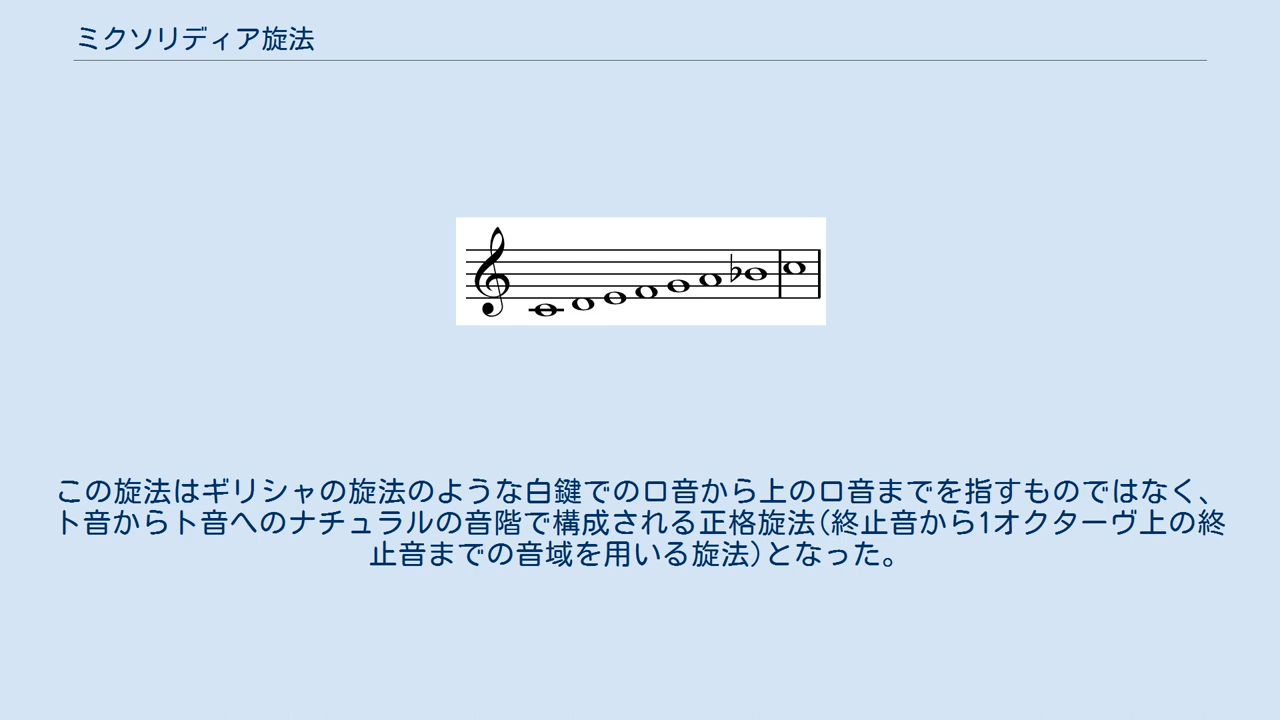 ミクソリディア旋法
この旋法はギリシャの旋法のような白鍵でのロ音から上のロ音までを指すものではなく、
ト音からト音へのナチュラルの音階で構成される正格旋法(終止音から1オクターヴ上の終
止音までの音域を用いる旋法)となった。